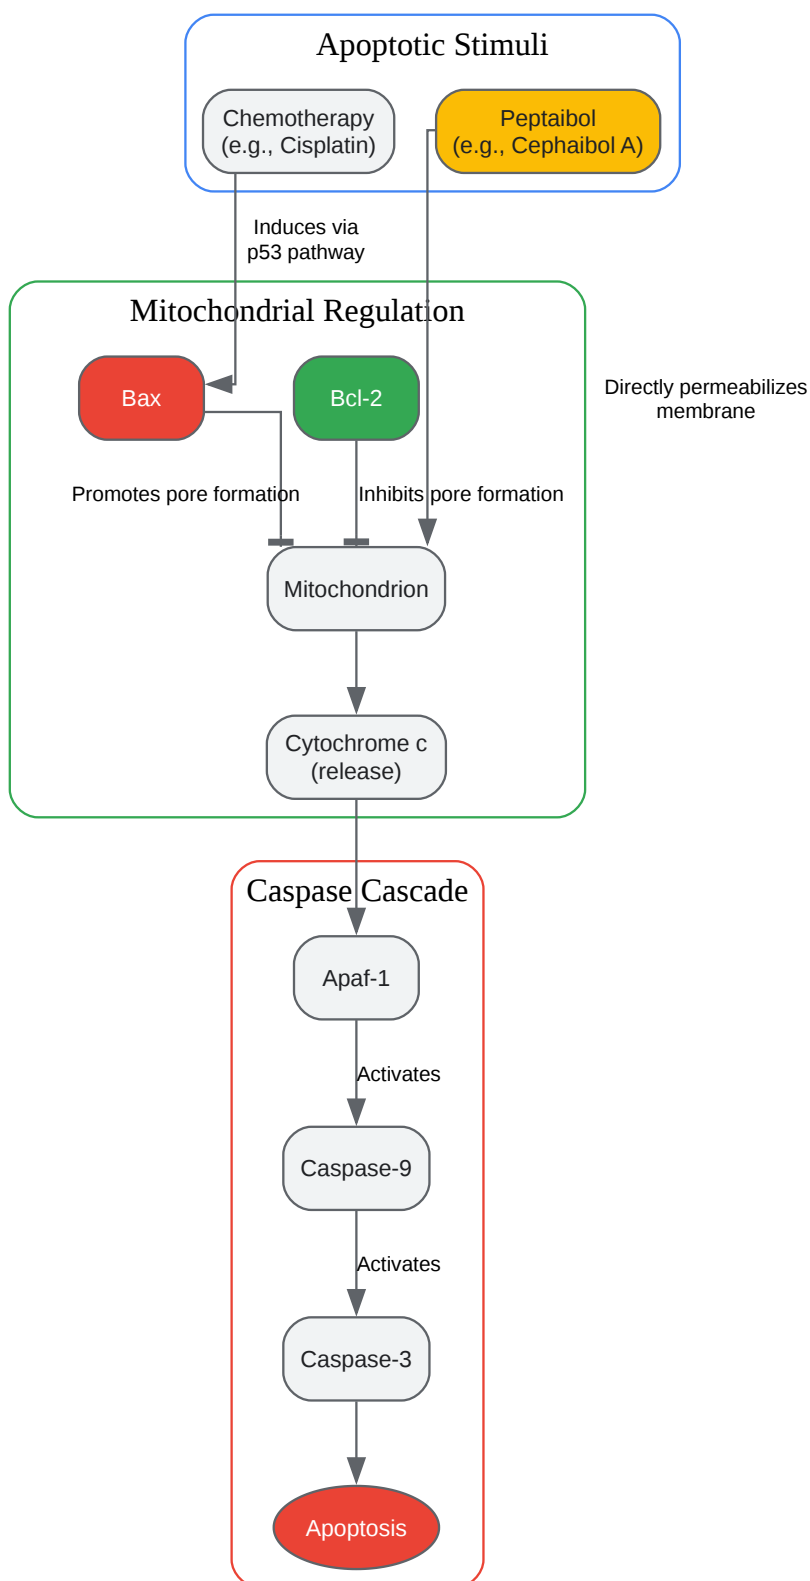 Apoptotic Stimuli
Chemotherapy
(e.g., Cisplatin)
Peptaibol
(e.g., Cephaibol A)
Induces via
p53 pathway
Mitochondrial Regulation
Bax
Bcl-2
Directly permeabilizes
membrane
Promotes pore formation
Inhibits pore formation
Mitochondrion
Cytochrome c
(release)
Caspase Cascade
Apaf-1
Activates
Caspase-9
Activates
Caspase-3
Apoptosis